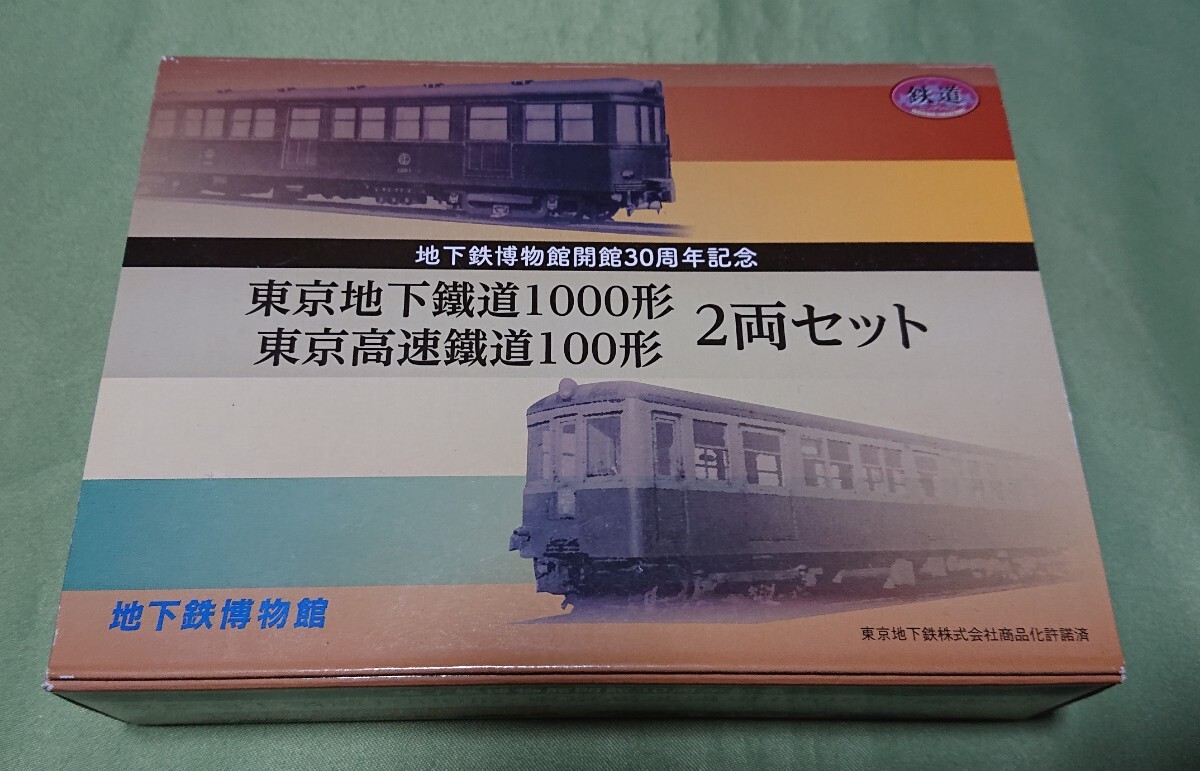 鉄道
地下鉄博物館開館30周年記念
東京地下鐵道1000形
東京高速鐵道100形
2両セット
地下鉄博物館
東京地下鉄株式会社商品化許諾済